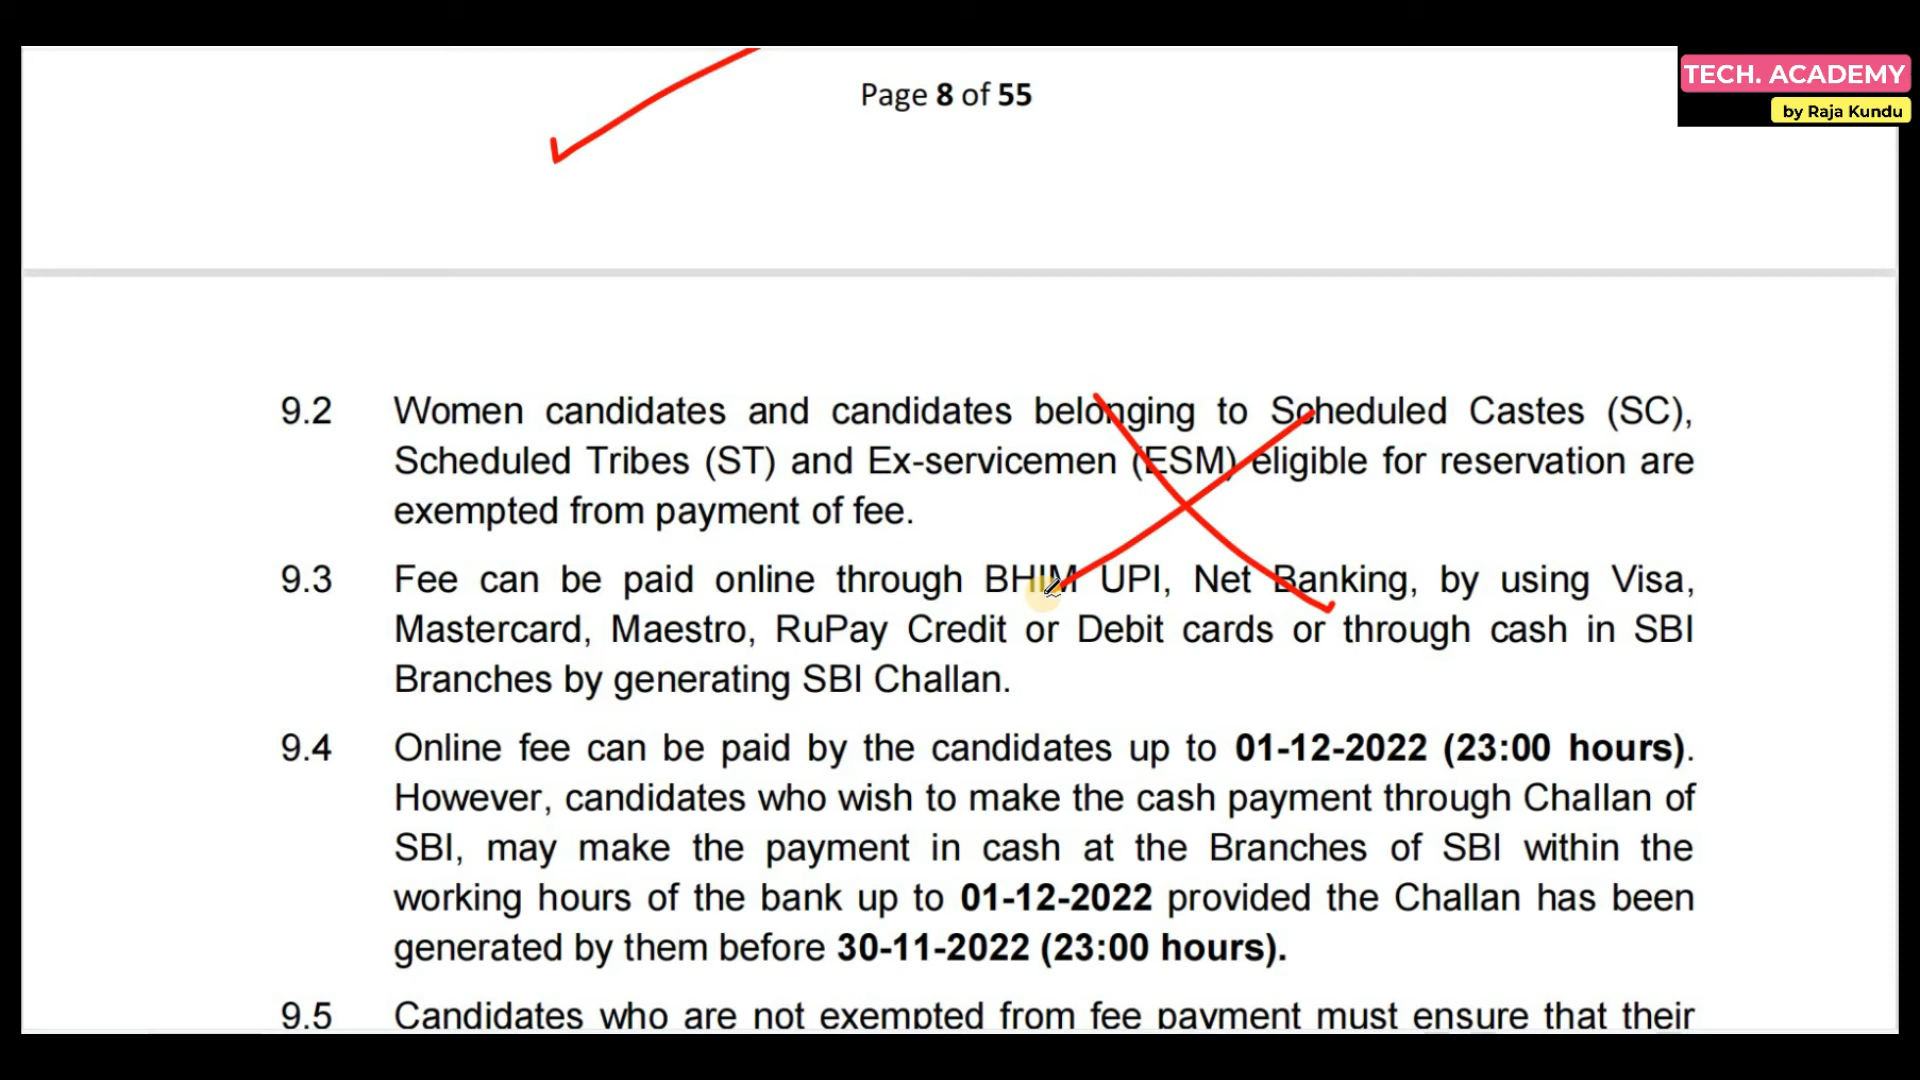 TECH. ACADEMY
by Raja Kundu
Page 8 of 55
9.2 Women candidates and candidates belonging to Scheduled Castes (SC),
Scheduled Tribes (ST) and Ex-servicemen (ESM) eligible for reservation are
exempted from payment of fee.
9.3 Fee can be paid online through BHIM UPI, Net Banking, by using Visa,
Mastercard, Maestro, RuPay Credit or Debit cards or through cash in SBI
Branches by generating SBI Challan.
9.4 Online fee can be paid by the candidates up to 01-12-2022 (23:00 hours).
However, candidates who wish to make the cash payment through Challan of
SBI, may make the payment in cash at the Branches of SBI within the
working hours of the bank up to 01-12-2022 provided the Challan has been
generated by them before 30-11-2022 (23:00 hours).
9.5 Candidates who are not exempted from fee payment must ensure that their